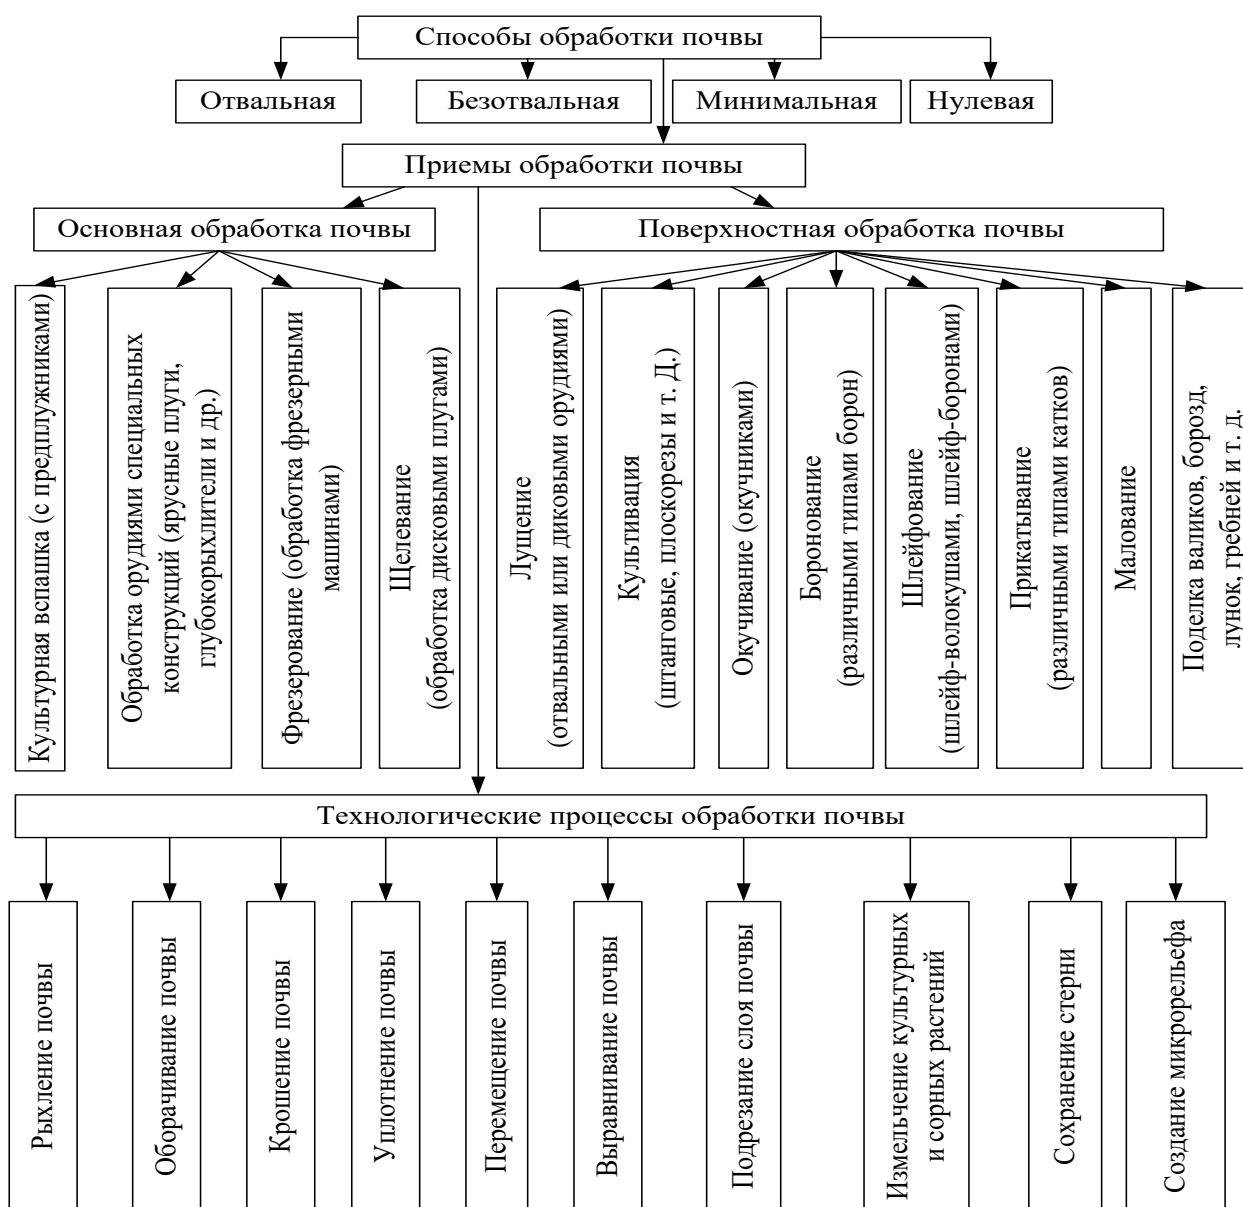 Способы обработки почвы
Отвальная
Безотвальная
Минимальная
Нулевая
Приемы обработки почвы
Основная обработка почвы
Поверхностная обработка почвы
Культурная вспашка (с предплужниками)
Обработка орудиями специальных
конструкций (ярусные плуги,
глубокорыхлители и др.)
Фрезерование (обработка фрезерными
машинами)
Щелевание
(обработка дисковыми плугами)
Лущение
(отвальными или диковыми орудиями)
Культивация
(штанговые, плоскорезы и т. Д.)
Окучивание (окучниками)
Боронование
(различными типами борон)
Шлейфование
(шлейф-волокушами, шлейф-боронами)
Прикатывание
(различными типами катков)
Малование
Поделка валиков, борозд,
лунок, гребней и т. д.
Технологические процессы обработки почвы
Рыхление почвы
Оборачивание почвы
Крошение почвы
Уплотнение почвы
Перемещение почвы
Выравнивание почвы
Подрезание слоя почвы
Измельчение культурных
и сорных растений
Сохранение стерни
Создание микрорельефа